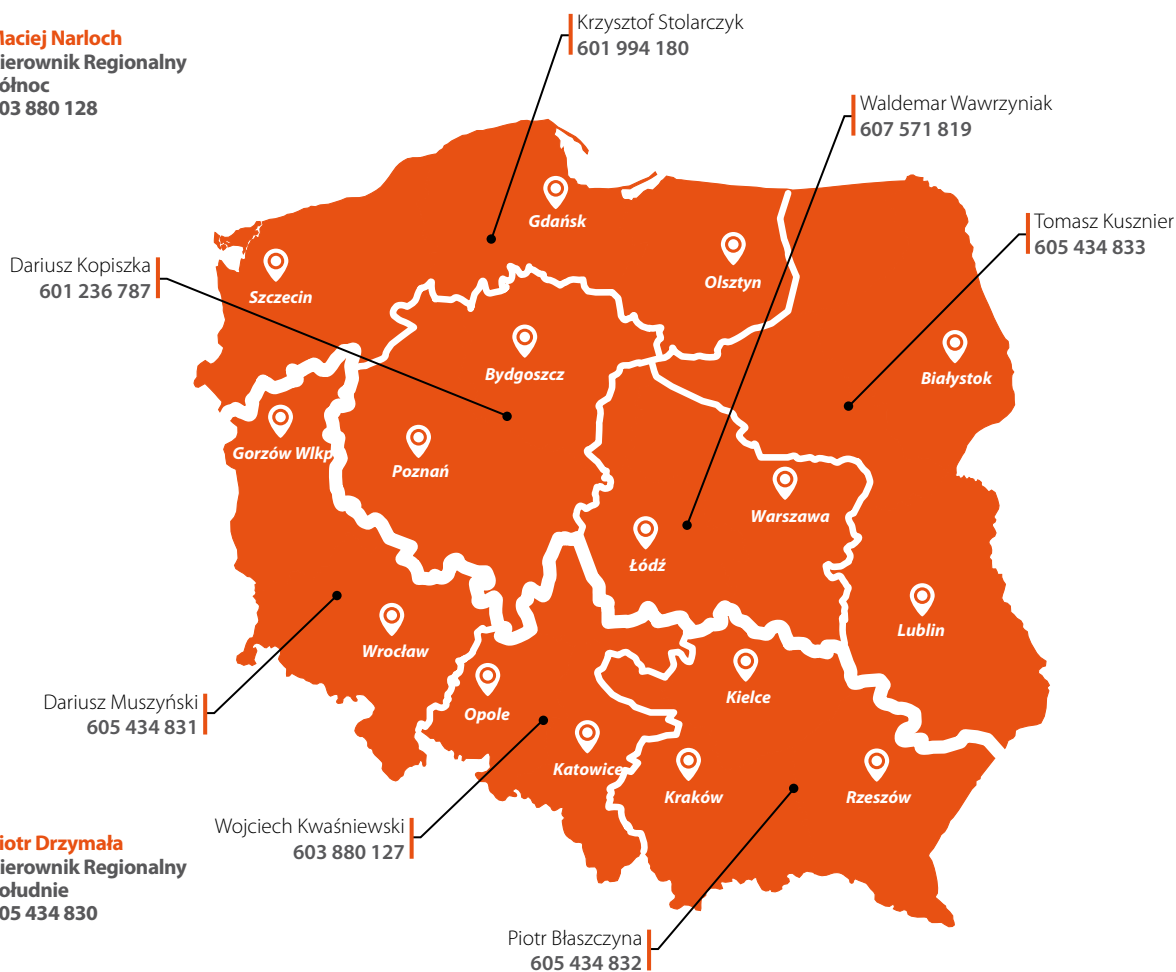 Maciej Narloch
ierownik Regionalny
ółnoc
03 880 128
Krzysztof Stolarczyk
601 994 180
Waldemar Wawrzyniak
607 571 819
Tomasz Kusznier
605 434 833
Dariusz Kopiszka
601 236 787
Gdańsk
Olsztyn
Szczecin
Bydgoszcz
Białystok
Gorzów Wlkp
Poznań
Warszawa
Łódź
Lublin
Wrocław
Kielce
Opole
Katowice
Kraków
Rzeszów
Dariusz Muszyński
605 434 831
Wojciech Kwaśniewski
603 880 127
iotr Drzymała
ierownik Regionalny
ołudnie
05 434 830
Piotr Błaszczyna
605 434 832